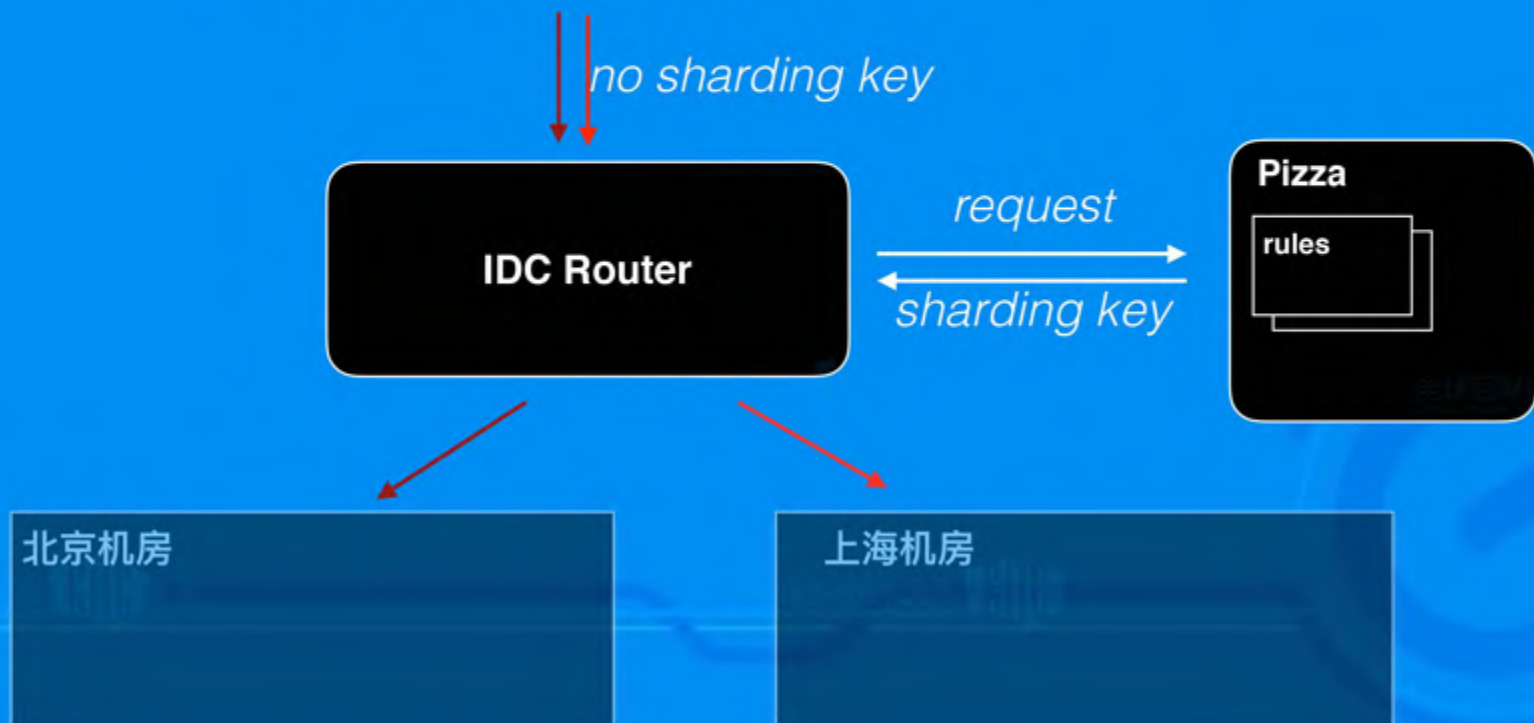 no sharding key
Pizza
request
rules
IDC Router
sharding key
北京机房
上海机房